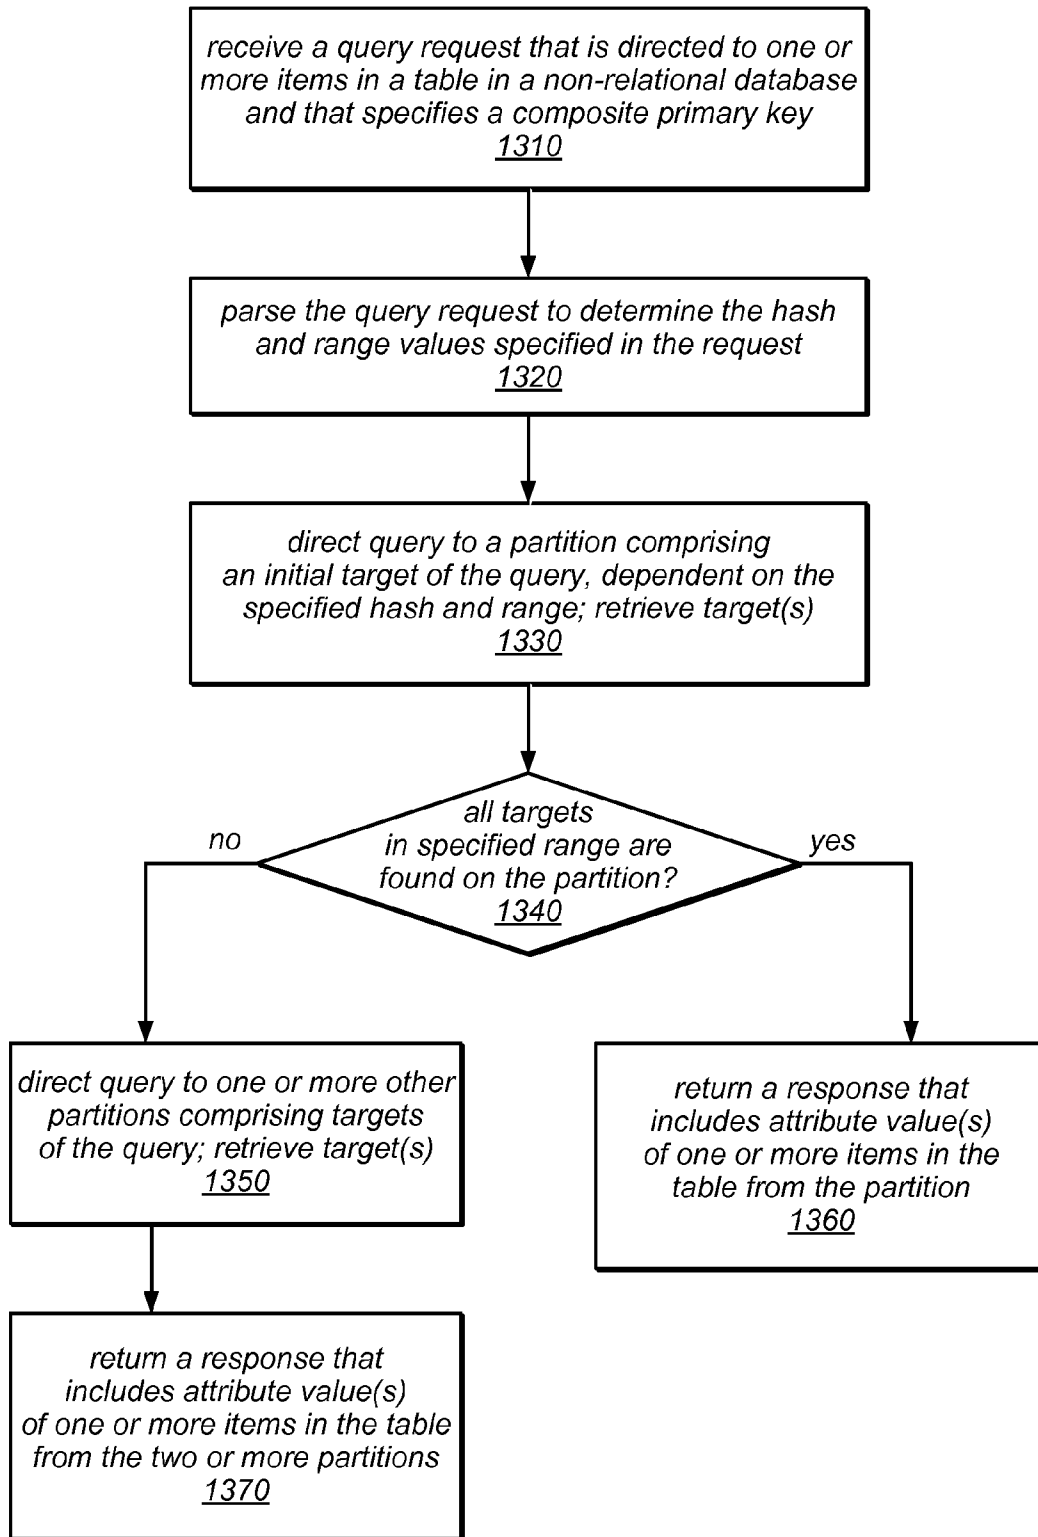 receive a query request that is directed to one or
more items in a table in a non-relational database
and that specifies a composite primary key
1310
parse the query request to determine the hash
and range values specified in the request
1320
direct query to a partition comprising
an initial target of the query, dependent on the
specified hash and range; retrieve target(s)
1330
all targets
in specified range are
found on the partition?
1340
no
yes
direct query to one or more other
partitions comprising targets
of the query; retrieve target(s)
1350
return a response that
includes attribute value(s)
of one or more items in the
table from the partition
1360
return a response that
includes attribute value(s)
of one or more items in the table
from the two or more partitions
1370